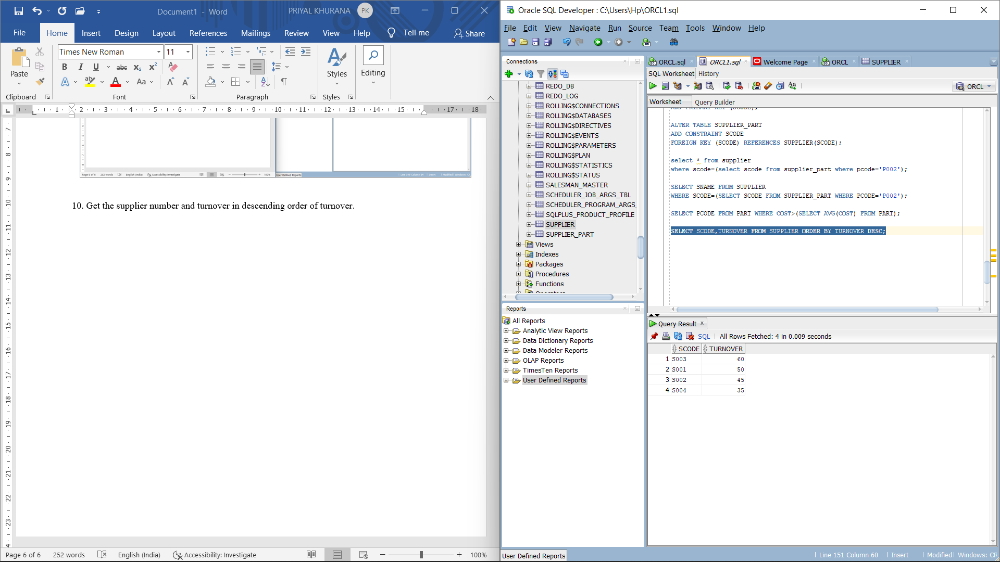 Document1 - Word
PRIYAL KHURANA
PK
File
Home
Insert
Design
Layout
References
Mailings
Review
View
Help
Tell me
Share
Times New Roman
11
Paste
Styles
Editing
Clipboard
Font
Paragraph
Styles
10. Get the supplier number and turnover in descending order of turnover.
Page 6 of 6
252 words
English (India)
Accessibility: Investigate
100%
Oracle SQL Developer : C:\Users\Hp\ORCL1.sql
File Edit View Navigate Run Source Team Tools Window Help
Connections
REDO_DB
REDO_LOG
ROLLING$CONNECTIONS
ROLLING$DATABASES
ROLLING$DIRECTIVES
ROLLING$EVENTS
ROLLING$PARAMETERS
ROLLING$PLAN
ROLLING$STATISTICS
ROLLING$STATUS
SALESMAN_MASTER
SCHEDULER_JOB_ARGS_TBL
SCHEDULER_PROGRAM_ARGS_
SQLPLUS_PRODUCT_PROFILE
SUPPLIER
SUPPLIER_PART
Views
Indexes
Packages
Procedures
Functions
Reports
All Reports
Analytic View Reports
Data Dictionary Reports
Data Modeler Reports
OLAP Reports
TimesTen Reports
User Defined Reports
User Defined Reports
ORCL.sql
ORCL1.sql
Welcome Page
ORCL
SUPPLIER
SQL Worksheet History
ORCL
Worksheet Query Builder
ADD PRIMARY KEY (SCODE);
ALTER TABLE SUPPLIER_PART
ADD CONSTRAINT SCODE
FOREIGN KEY (SCODE) REFERENCES SUPPLIER(SCODE);
select * from supplier
where scode=(select scode from supplier_part where pcode='P002');
SELECT SNAME FROM SUPPLIER
WHERE SCODE=(SELECT SCODE FROM SUPPLIER_PART WHERE PCODE='P002');
SELECT PCODE FROM PART WHERE COST>(SELECT AVG(COST) FROM PART);
SELECT SCODE,TURNOVER FROM SUPPLIER ORDER BY TURNOVER DESC;
Query Result
SQL | All Rows Fetched: 4 in 0.009 seconds
SCODE TURNOVER
1 S003 60
2 S001 50
3 S002 45
4 S004 35
Line 151 Column 60
Insert
Modified
Windows: CR